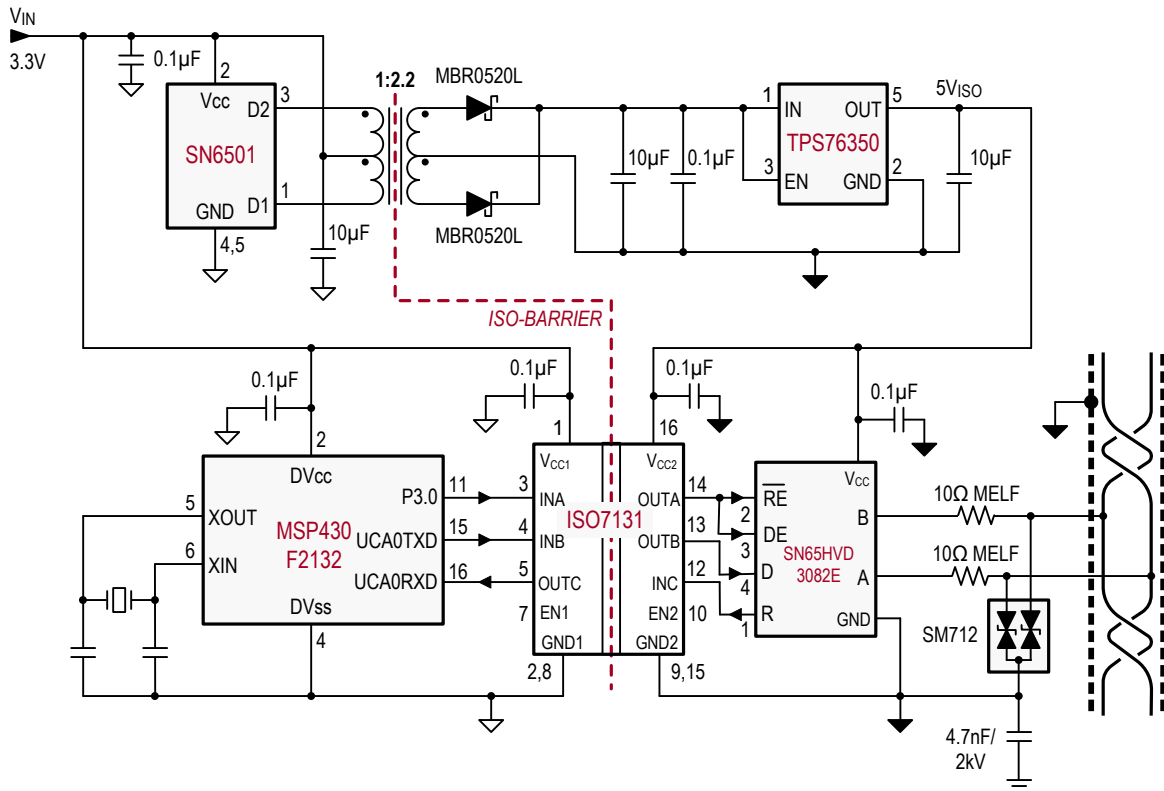 VIN
3.3V
0.1µF
2
Vcc
D2
3
SN6501
D1
1
GND
4,5
10µF
1:2.2
MBR0520L
MBR0520L
10µF
0.1µF
1
IN
OUT
5
TPS76350
3
EN
GND
2
5VISO
10µF
ISO-BARRIER
0.1µF
2
DVcc
P3.0
11
5
XOUT
MSP430
F2132
UCA0TXD
15
6
XIN
UCA0RXD
16
DVss
4
0.1µF
1
VCC1
3
INA
4
INB
5
OUTC
7
EN1
GND1
2,8
ISO7131
0.1µF
16
VCC2
OUTA
14
OUTB
13
INC
12
EN2
10
GND2
9,15
0.1µF
VCC
RE
2
DE
3
D
4
R
1
SN65HVD
3082E
B
A
GND
10Ω MELF
10Ω MELF
SM712
4.7nF/
2kV